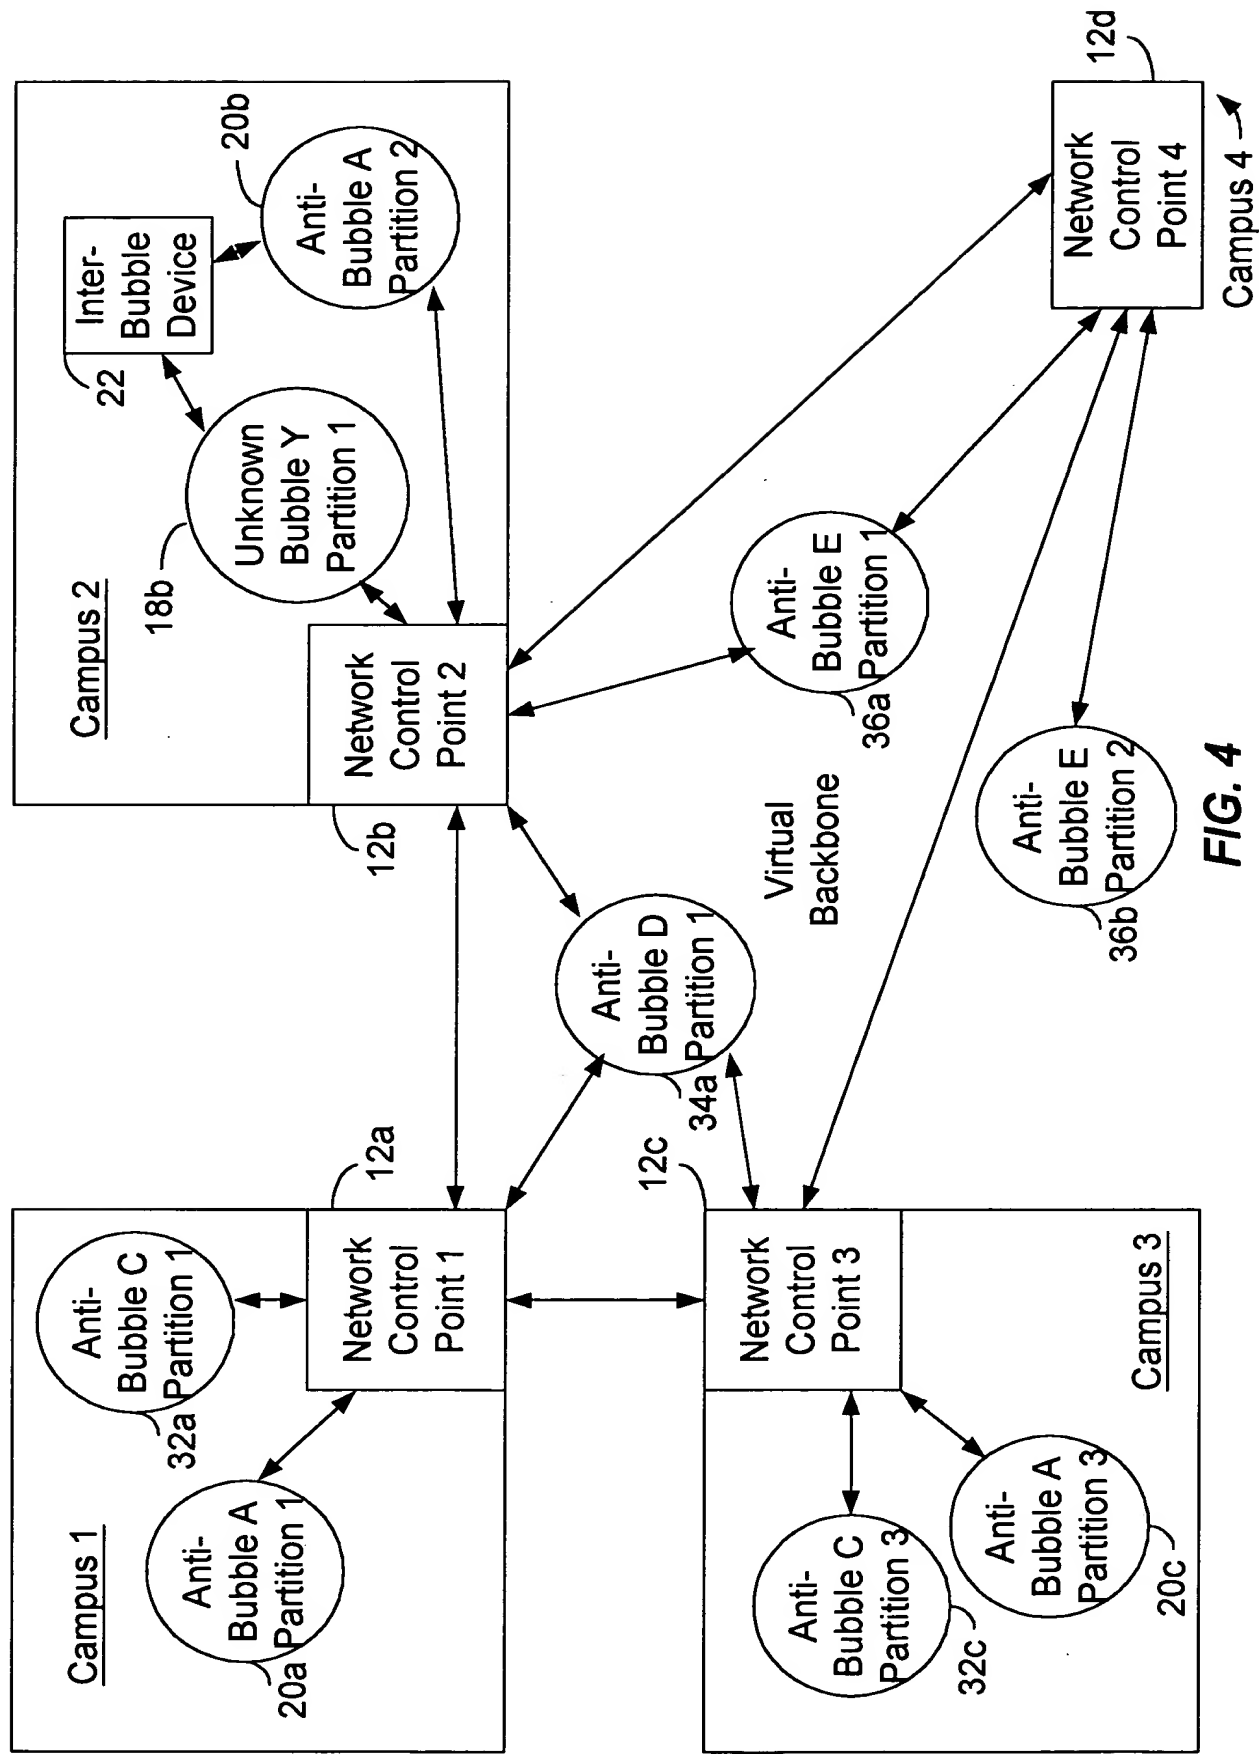 Campus 1
Anti-
Bubble A
Partition 1
20a
Anti-
Bubble C
Partition 1
32a
Network
Control
Point 1
12a
Campus 2
Unknown
Bubble Y
Partition 1
18b
Inter-
Bubble
Device
22
Anti-
Bubble A
Partition 2
20b
Network
Control
Point 2
12b
Anti-
Bubble D
Partition 1
34a
Virtual
Backbone
Anti-
Bubble E
Partition 1
36a
Network
Control
Point 3
12c
Anti-
Bubble C
Partition 3
32c
Anti-
Bubble A
Partition 3
20c
Campus 3
Anti-
Bubble E
Partition 2
36b
Network
Control
Point 4
12d
Campus 4
FIG. 4